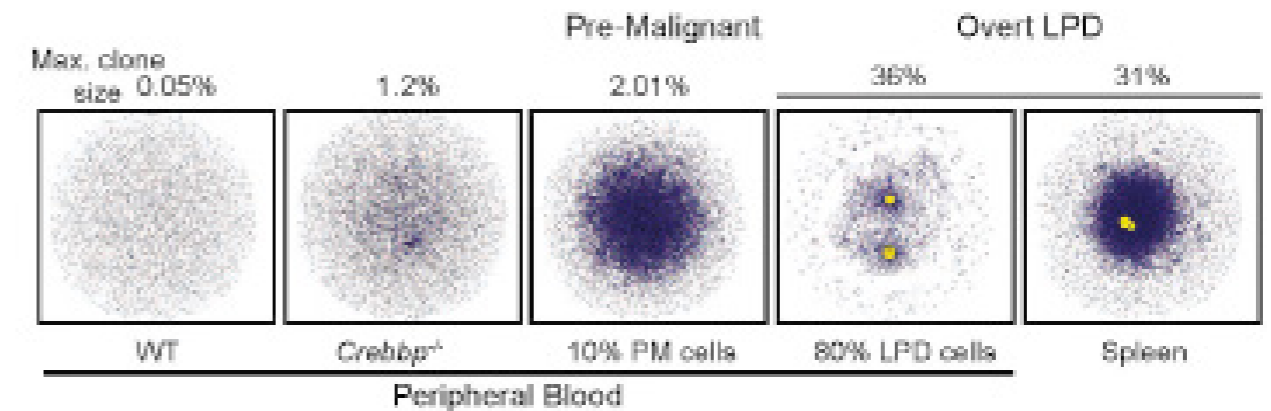 Pre-Malignant
Overt LPD
Max. clone
size 0.05%
1.2%
2.01%
36%
31%
WT
Crebbp-/-
10% PM cells
80% LPD cells
Spleen
Peripheral Blood